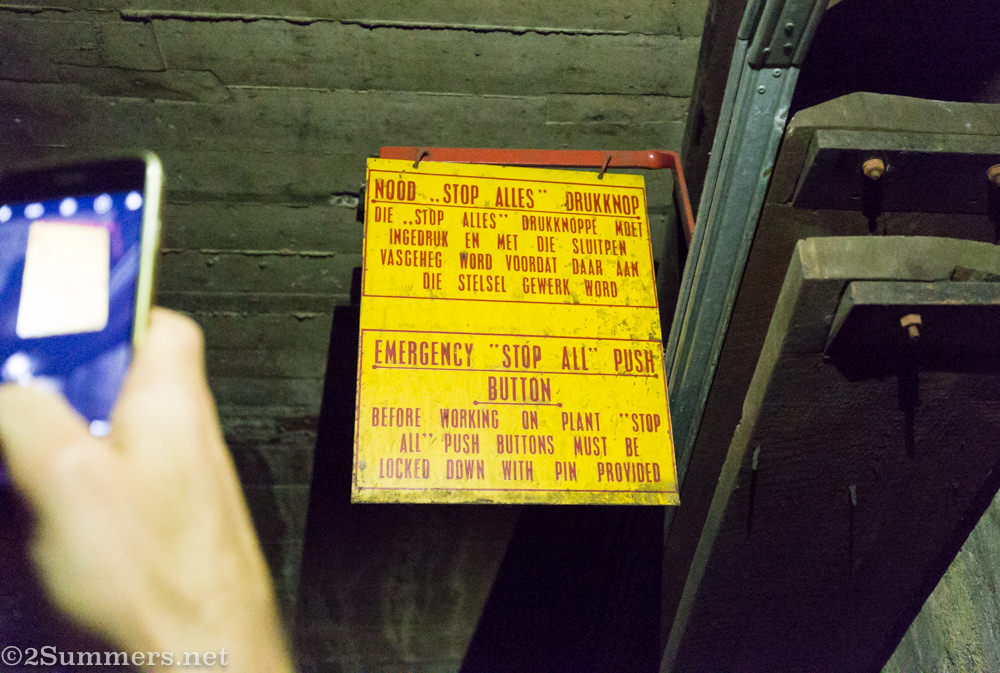 NOOD „STOP ALLES” DRUKKNOP
DIE „STOP ALLES” DRUKKNOPPE MOET
INGEDRUK EN MET DIE SLUITPEN
VASGEHEG WORD VOORDAT DAAR AAN
DIE STELSEL GEWERK WORD
EMERGENCY "STOP ALL" PUSH
BUTTON
BEFORE WORKING ON PLANT "STOP
ALL" PUSH BUTTONS MUST BE
LOCKED DOWN WITH PIN PROVIDED
©2Summers.net